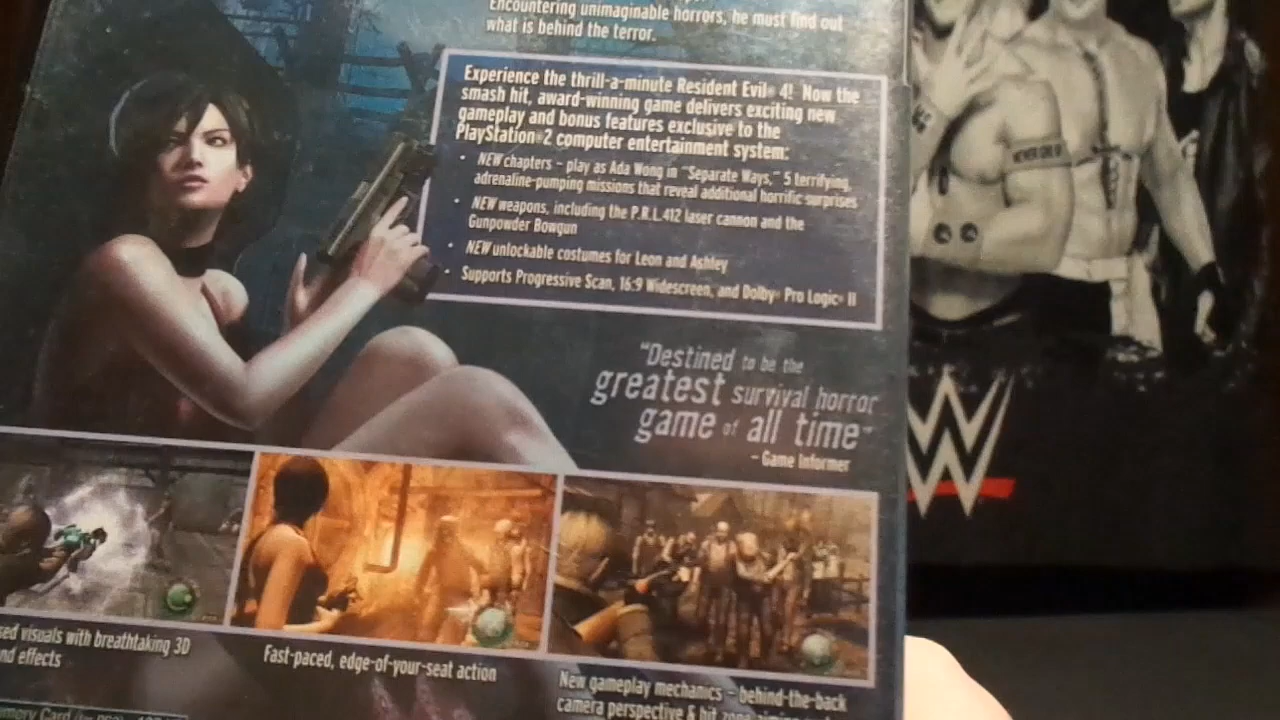 Encountering unimaginable horrors, he must find out
what is behind the terror.
Experience the thrill-a-minute Resident Evil® 4! Now the
smash hit, award-winning game delivers exciting new
gameplay and bonus features exclusive to the
PlayStation®2 computer entertainment system:
• NEW chapters – play as Ada Wong in "Separate Ways," 5 terrifying,
adrenaline-pumping missions that reveal additional horrific surprises
• NEW weapons, including the P.R.L.412 laser cannon and the
Gunpowder Bowgun
• NEW unlockable costumes for Leon and Ashley
• Supports Progressive Scan, 16:9 Widescreen, and Dolby® Pro Logic® II
"Destined to be the
greatest survival horror
game of all time"
– Game Informer
visuals with breathtaking 3D
effects
Fast-paced, edge-of-your-seat action
New gameplay mechanics – behind-the-back
camera perspective & hit
Memory Card
NEVER GIVE UP
W